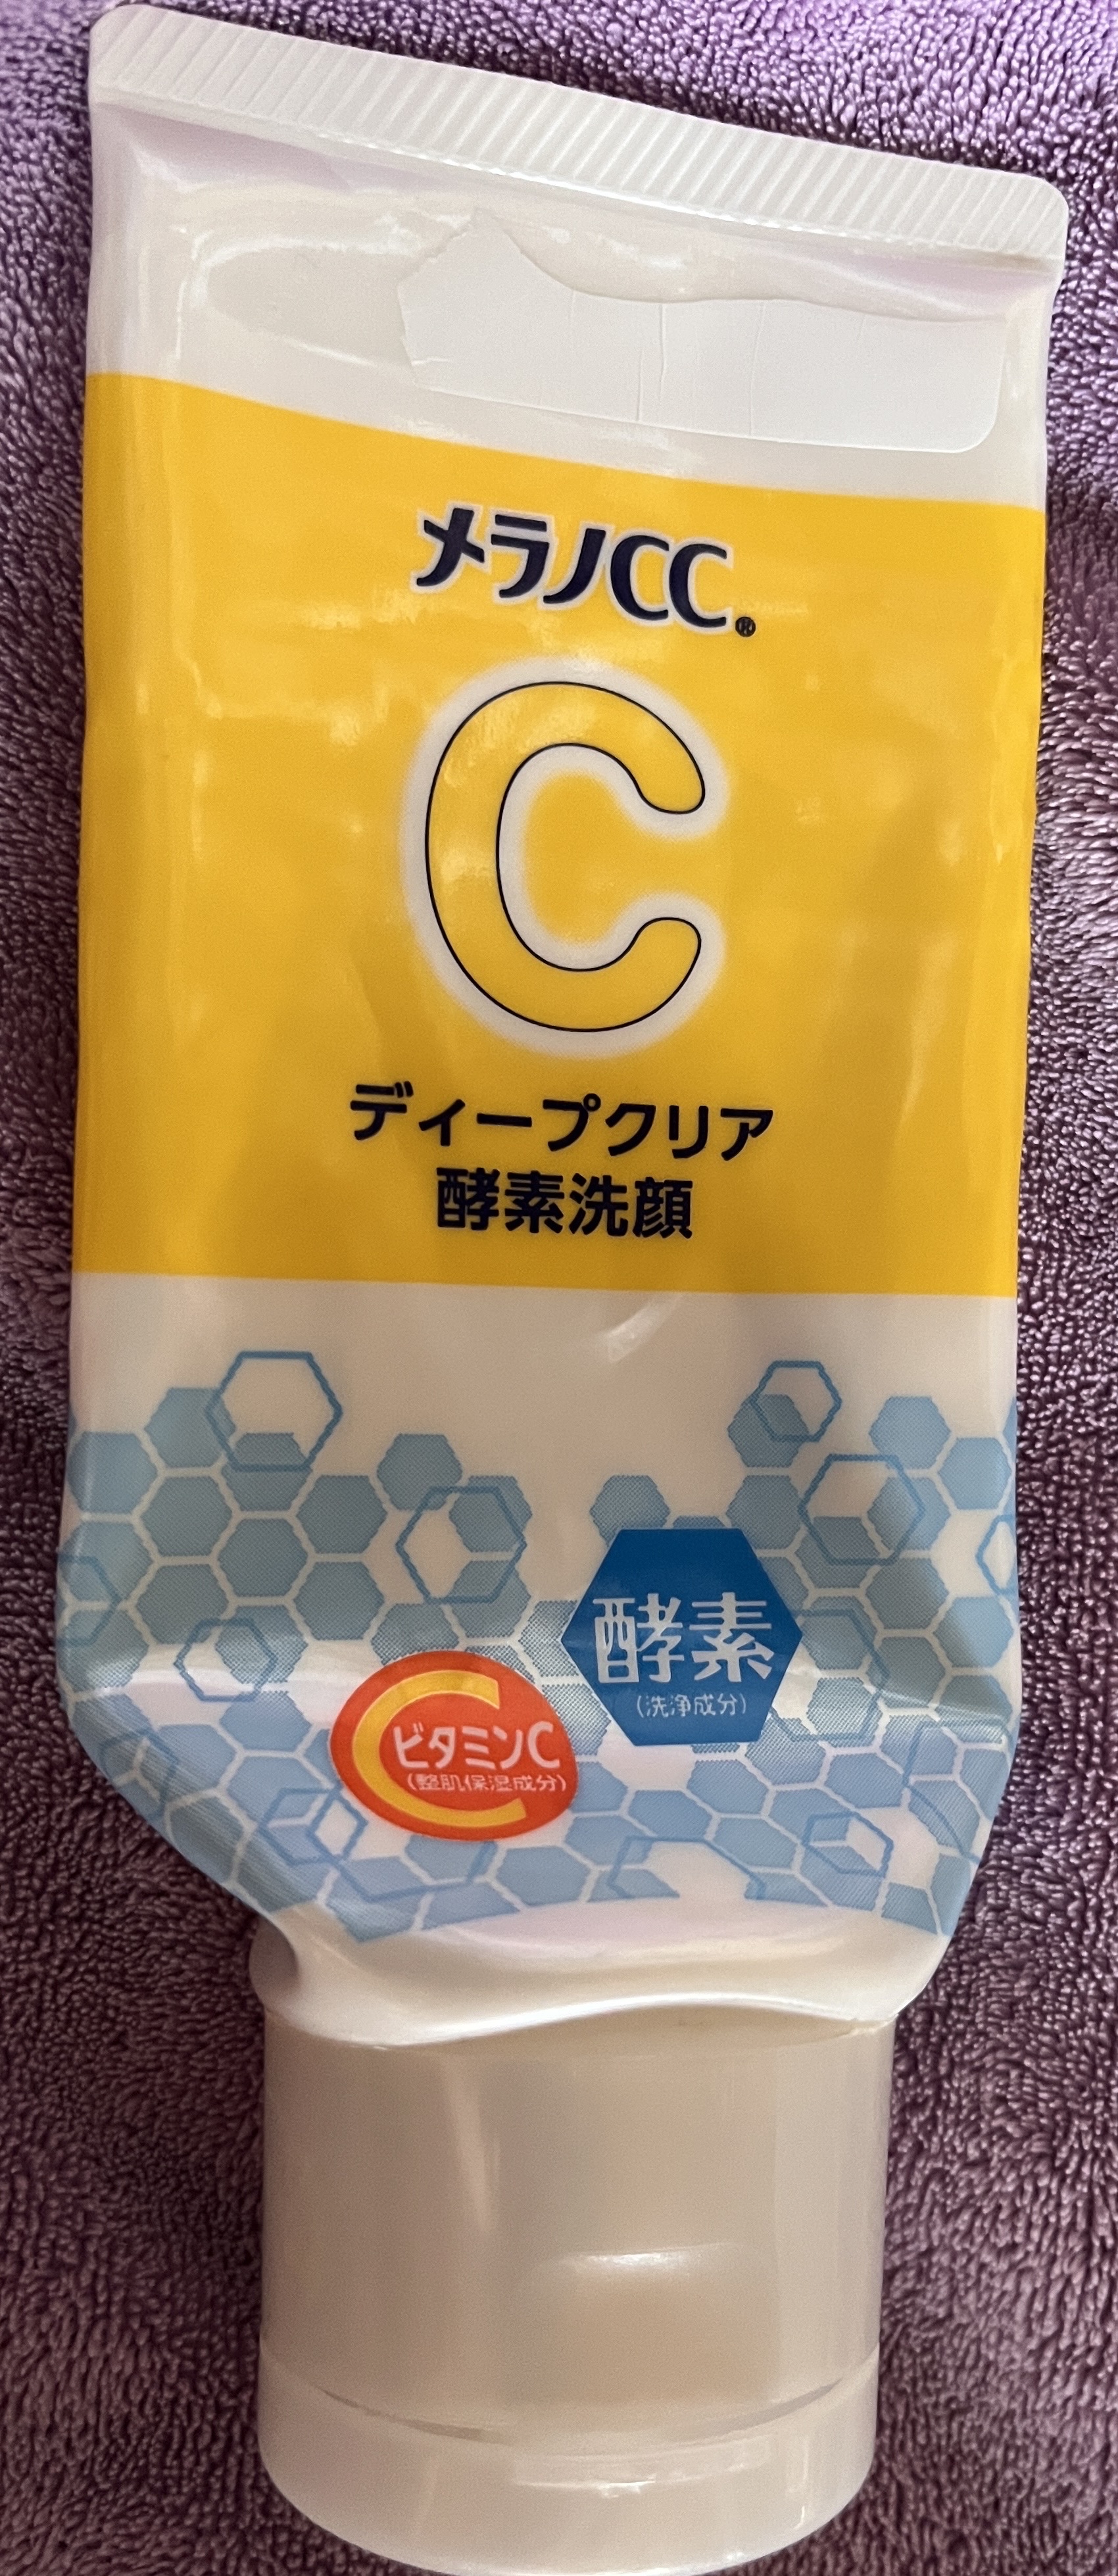 メラノCC®
C
ディープクリア
酵素洗顔
酵素
(洗浄成分)
C
ビタミンC
(整肌保湿成分)